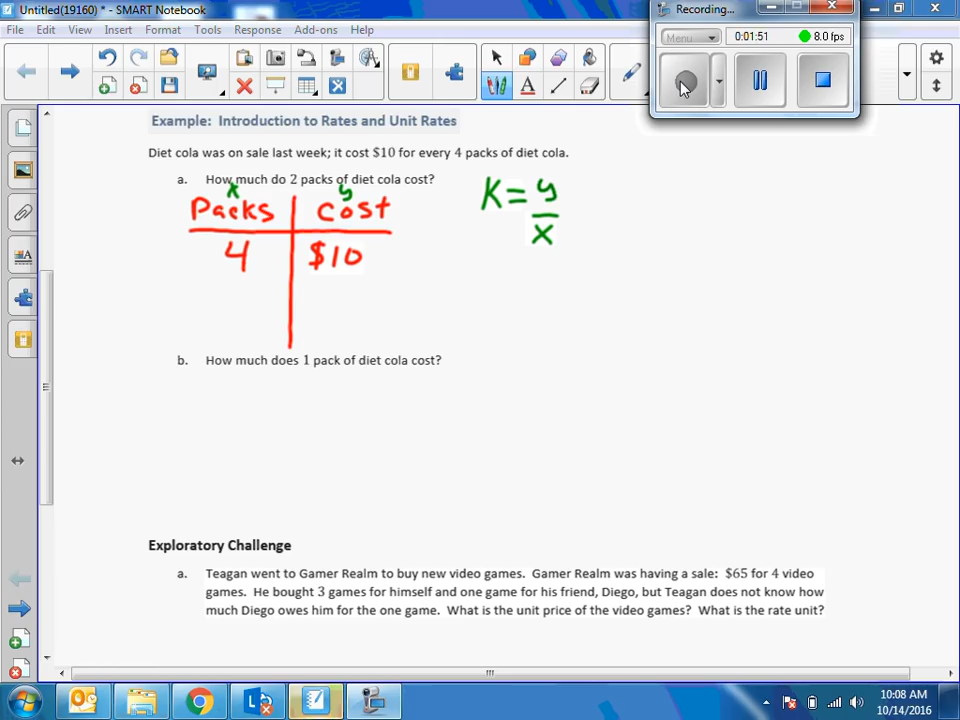 Untitled(19160) * - SMART Notebook
Recording...
File Edit View Insert Format Tools Response Add-ons Help
Menu
0:01:51
8.0 fps
Example: Introduction to Rates and Unit Rates
Diet cola was on sale last week; it cost $10 for every 4 packs of diet cola.
a. How much do 2 packs of diet cola cost?
x y
Packs Cost
K = y
x
4 $10
b. How much does 1 pack of diet cola cost?
Exploratory Challenge
a. Teagan went to Gamer Realm to buy new video games. Gamer Realm was having a sale: $65 for 4 video
games. He bought 3 games for himself and one game for his friend, Diego, but Teagan does not know how
much Diego owes him for the one game. What is the unit price of the video games? What is the rate unit?
10:08 AM
10/14/2016